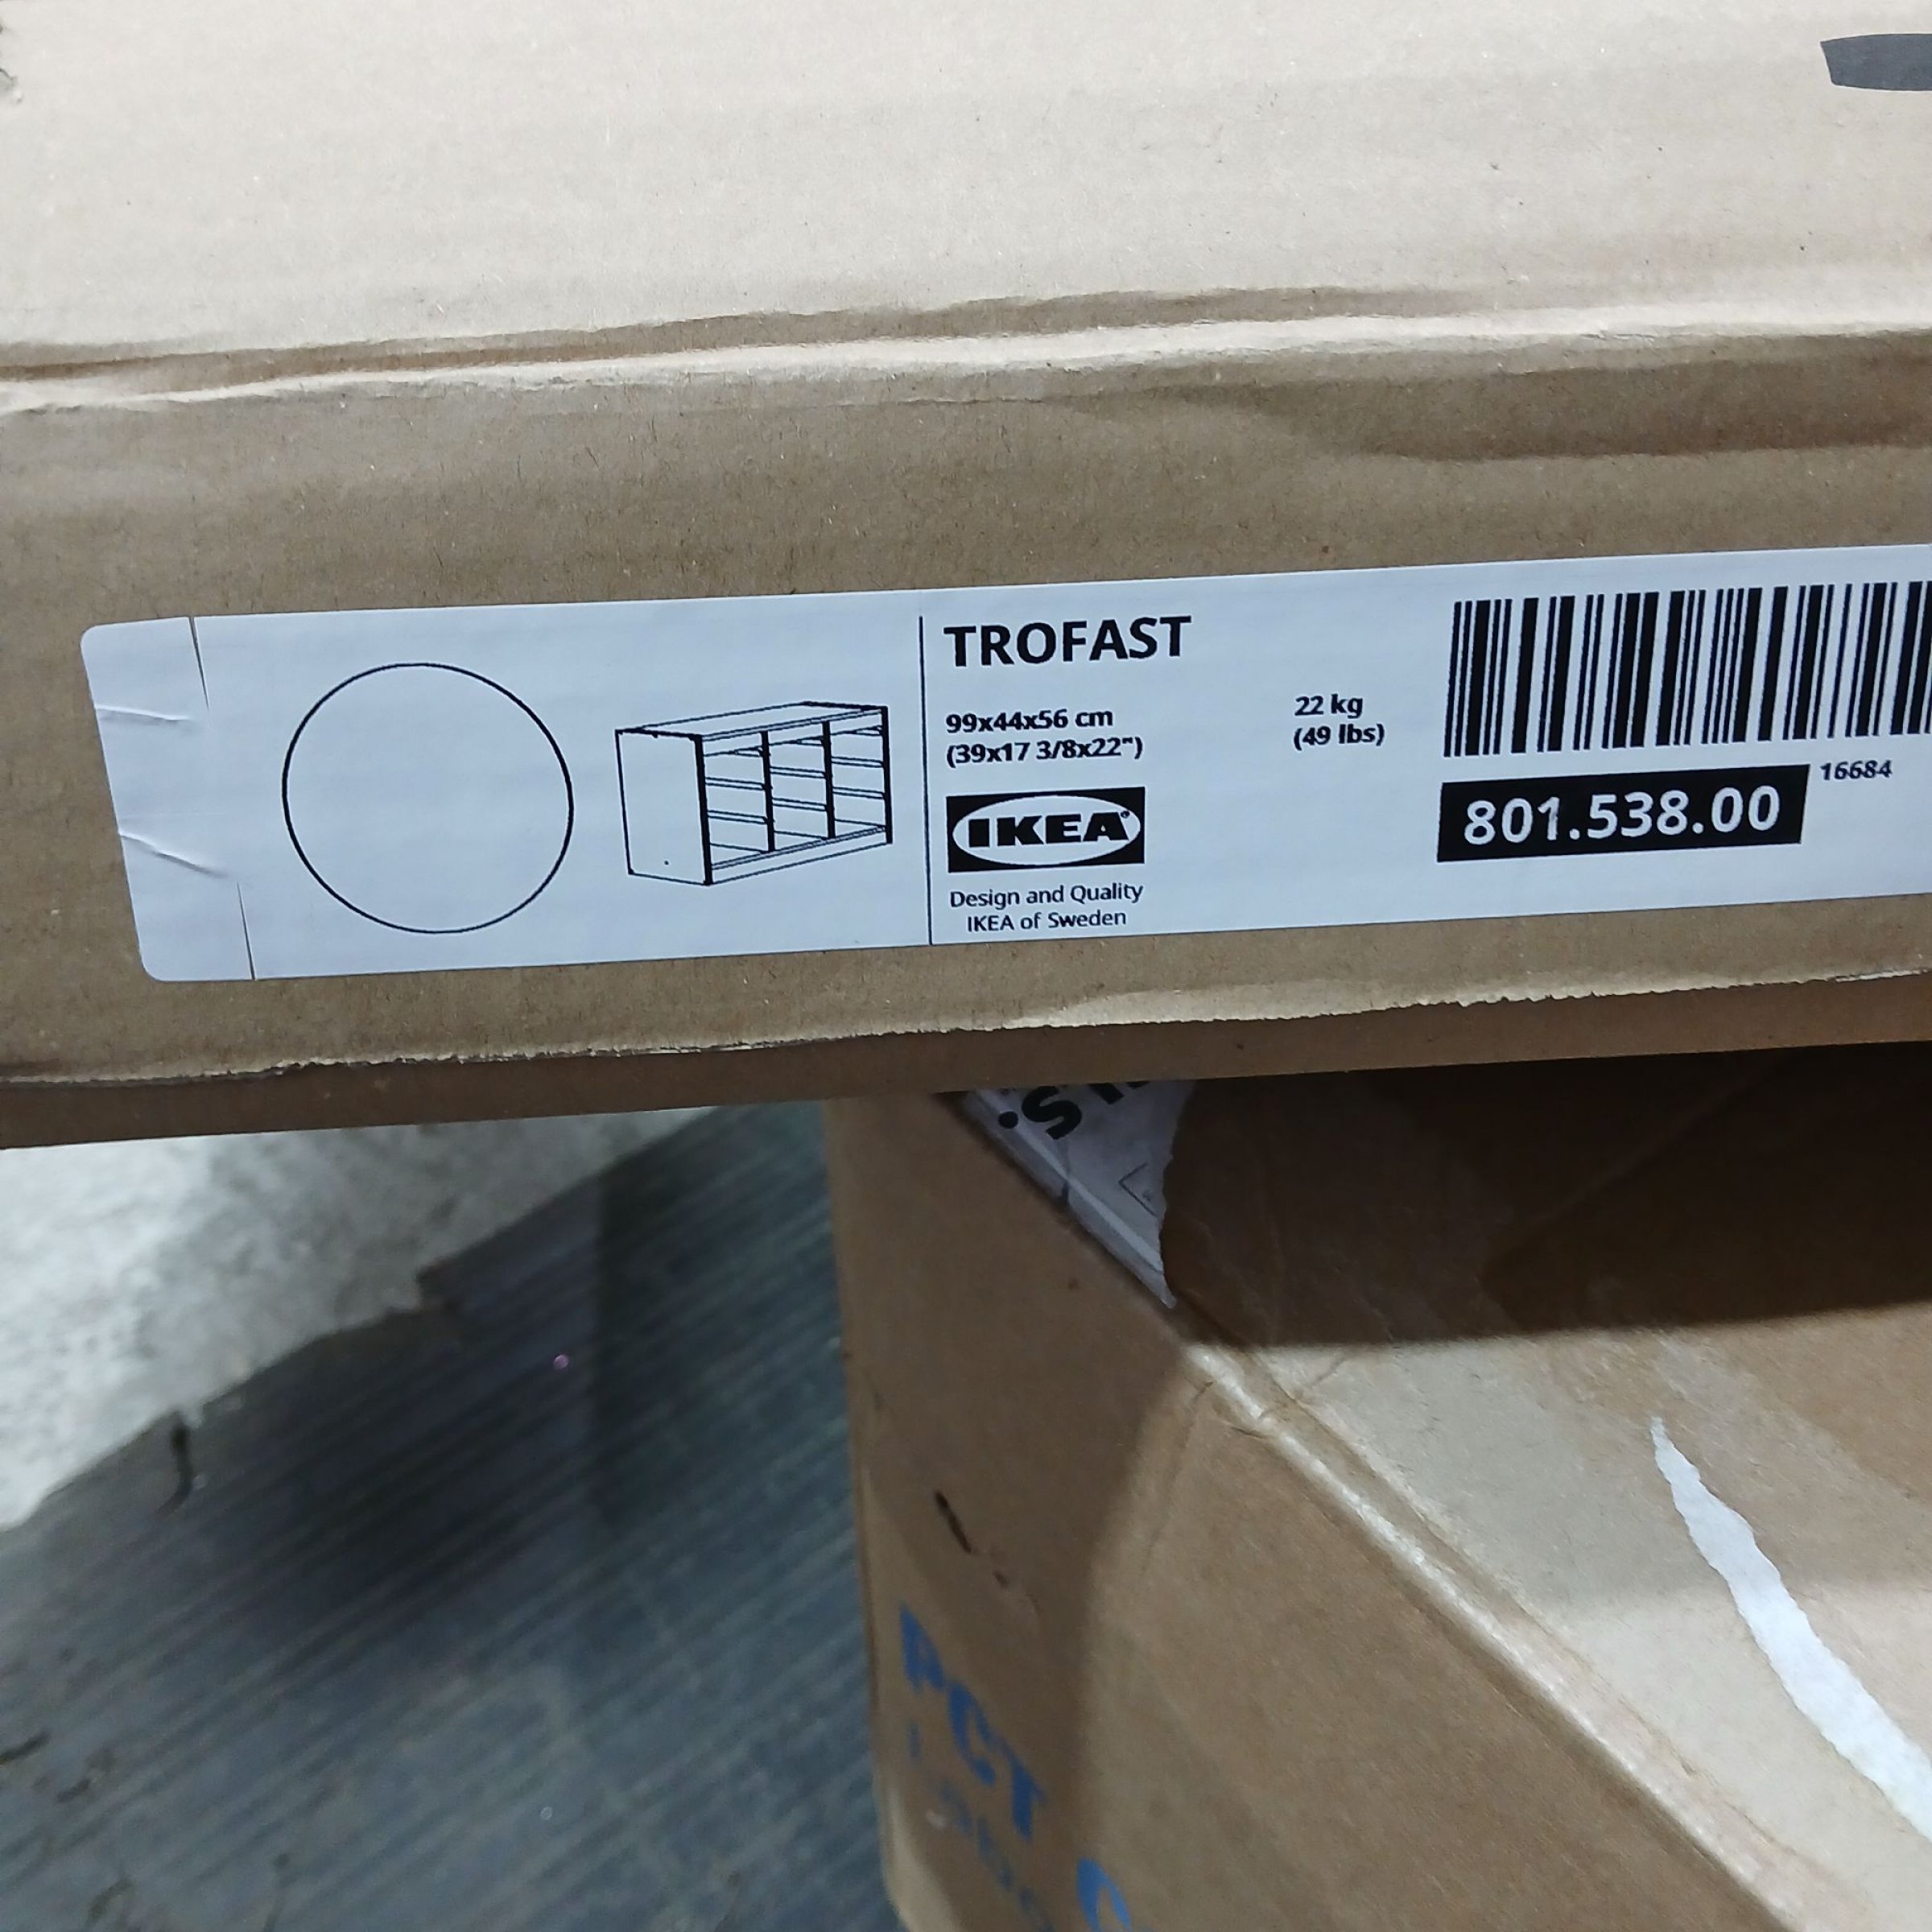 TROFAST
99x44x56 cm
(39x17 3/8x22")
22 kg
(49 lbs)
IKEA®
Design and Quality
IKEA of Sweden
16684
801.538.00
PCT